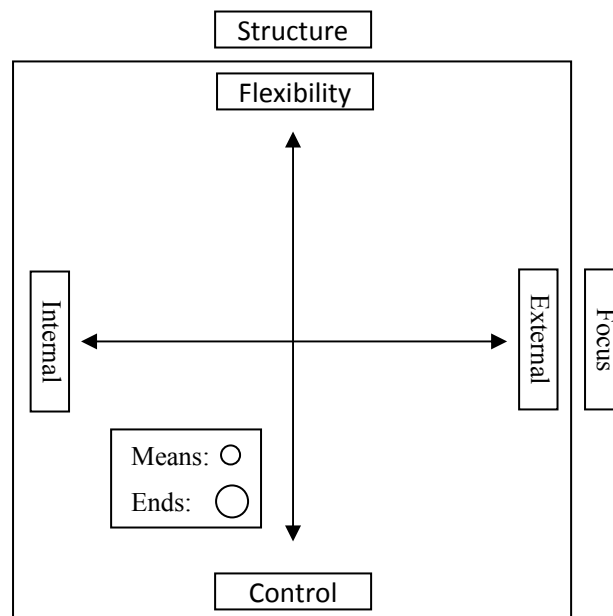 Structure
Flexibility
Internal
External
Focus
Means:
Ends:
Control